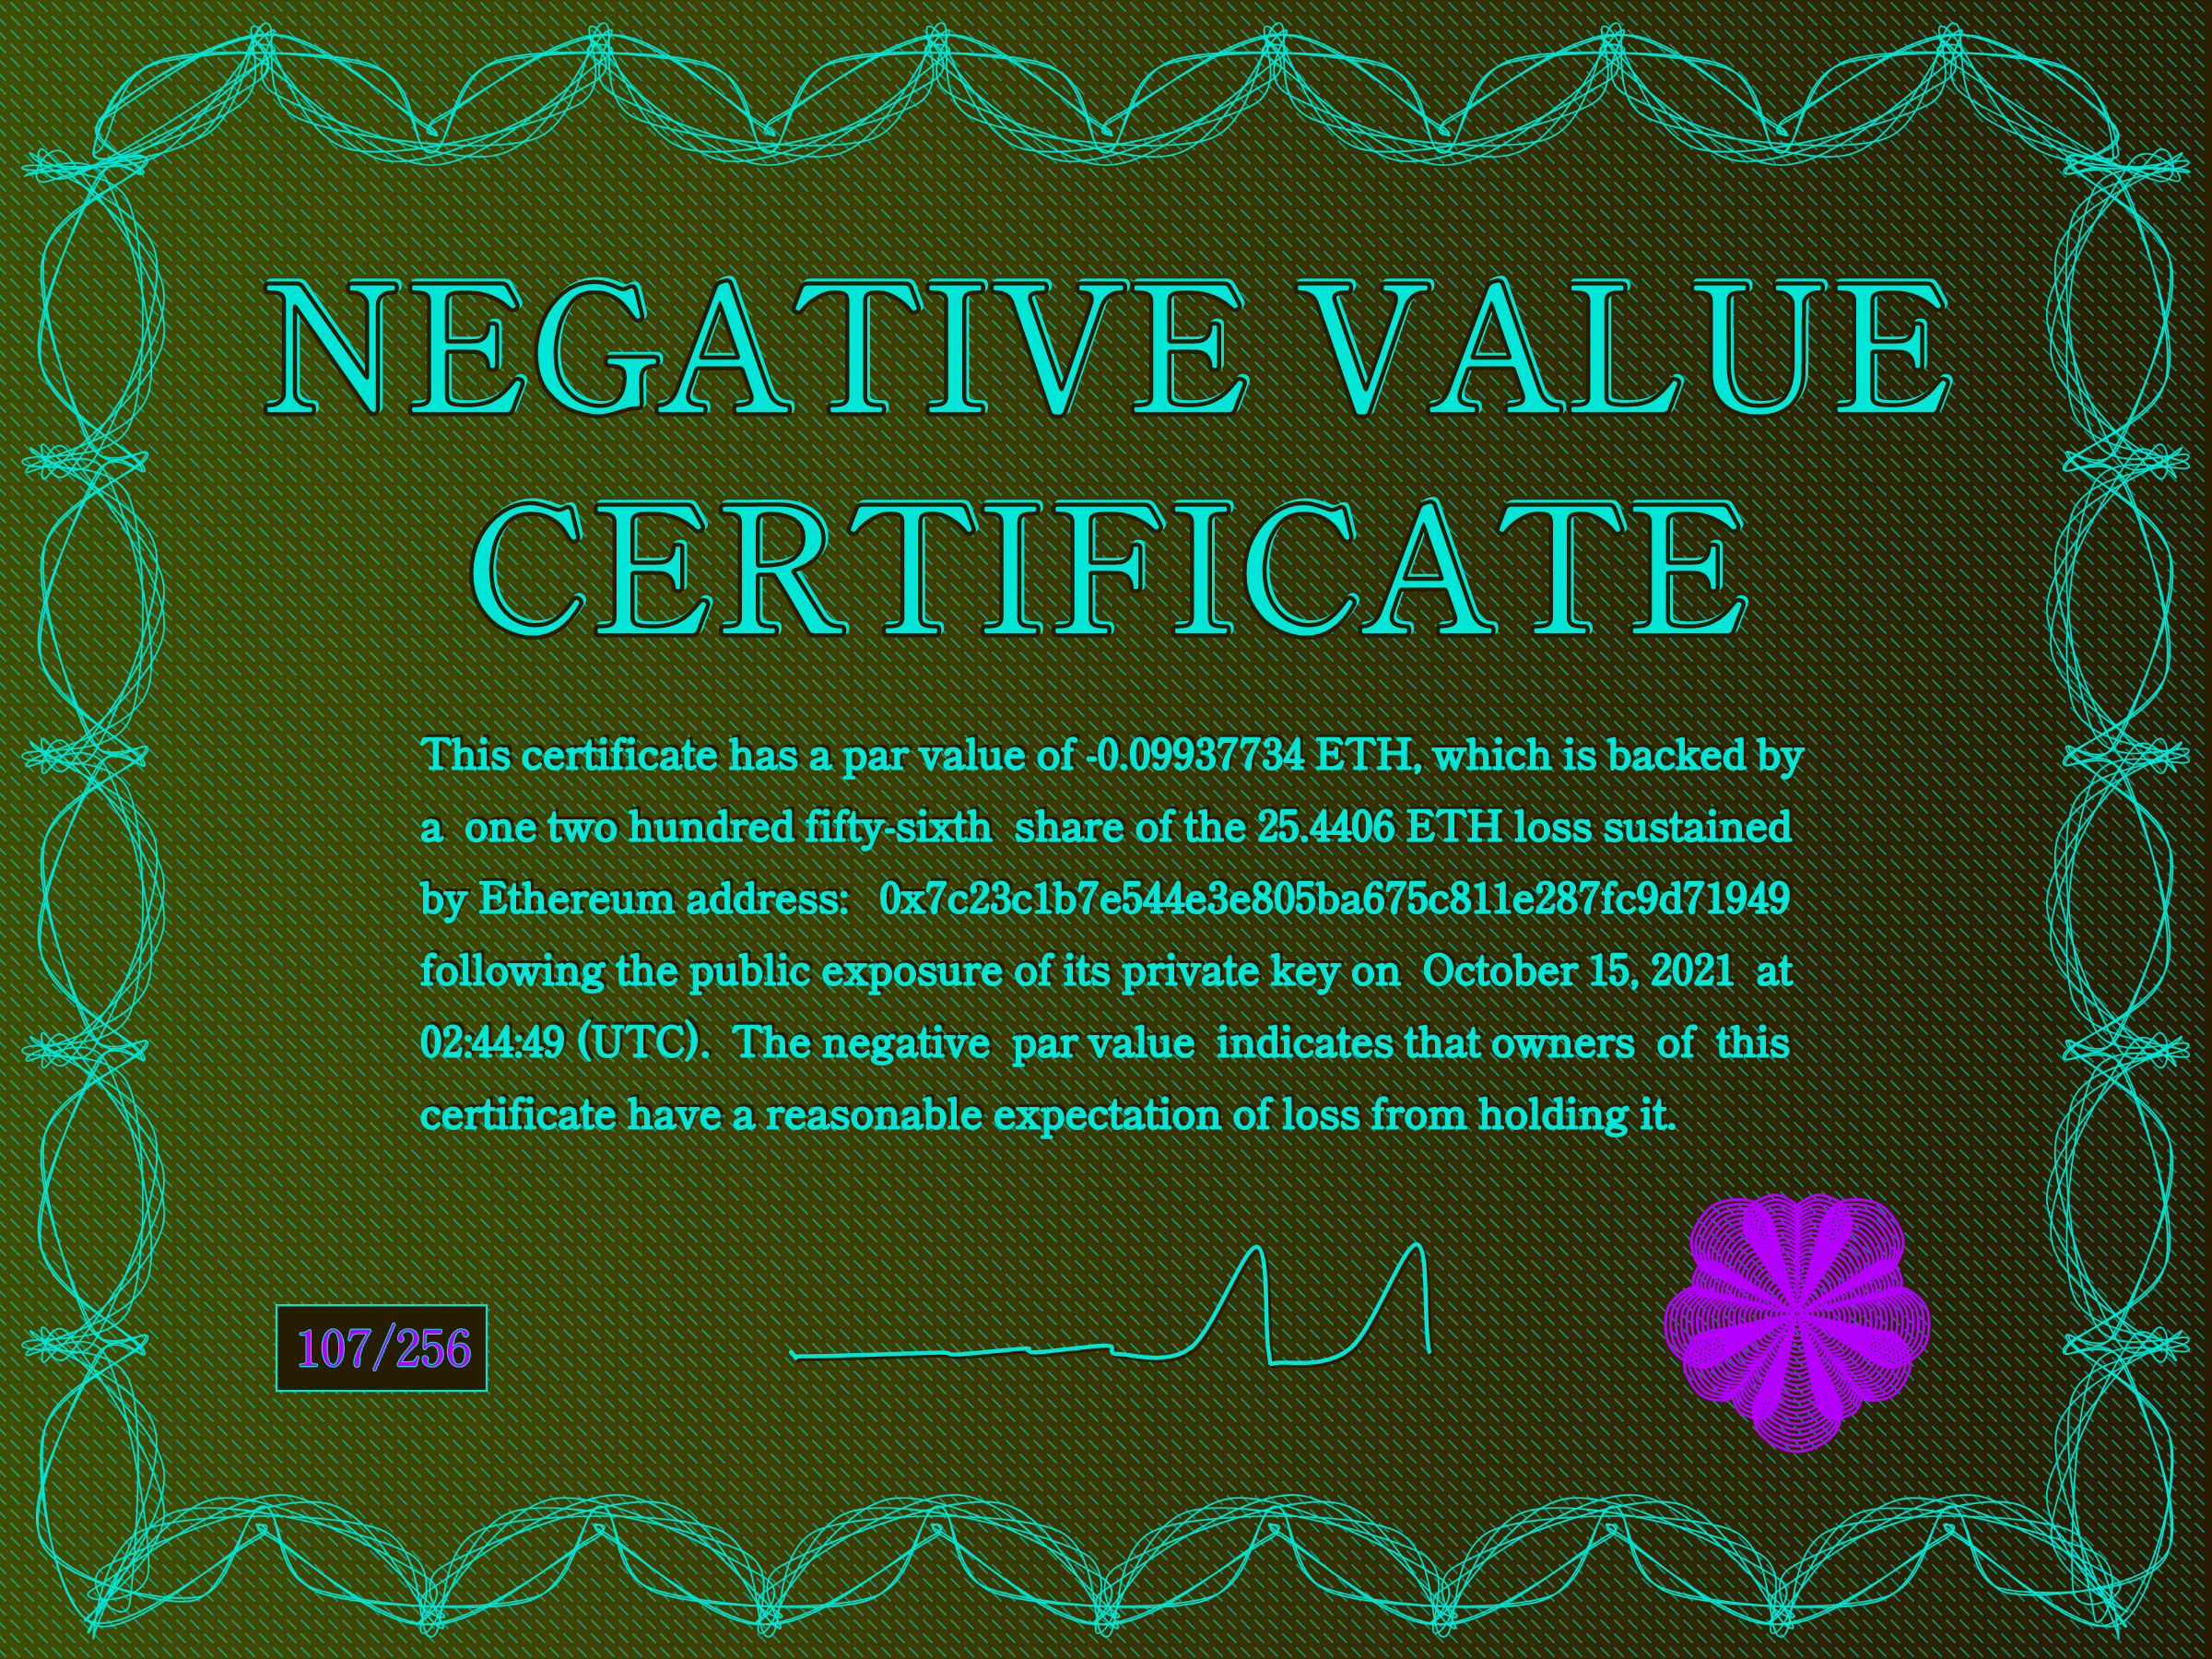 NEGATIVE VALUE
CERTIFICATE
This certificate has a par value of -0.09937734 ETH, which is backed by
a one two hundred fifty-sixth share of the 25.4406 ETH loss sustained
by Ethereum address: 0x7c23c1b7e544e3e805ba675c811e287fc9d71949
following the public exposure of its private key on October 15, 2021 at
02:44:49 (UTC). The negative par value indicates that owners of this
certificate have a reasonable expectation of loss from holding it.
107/256